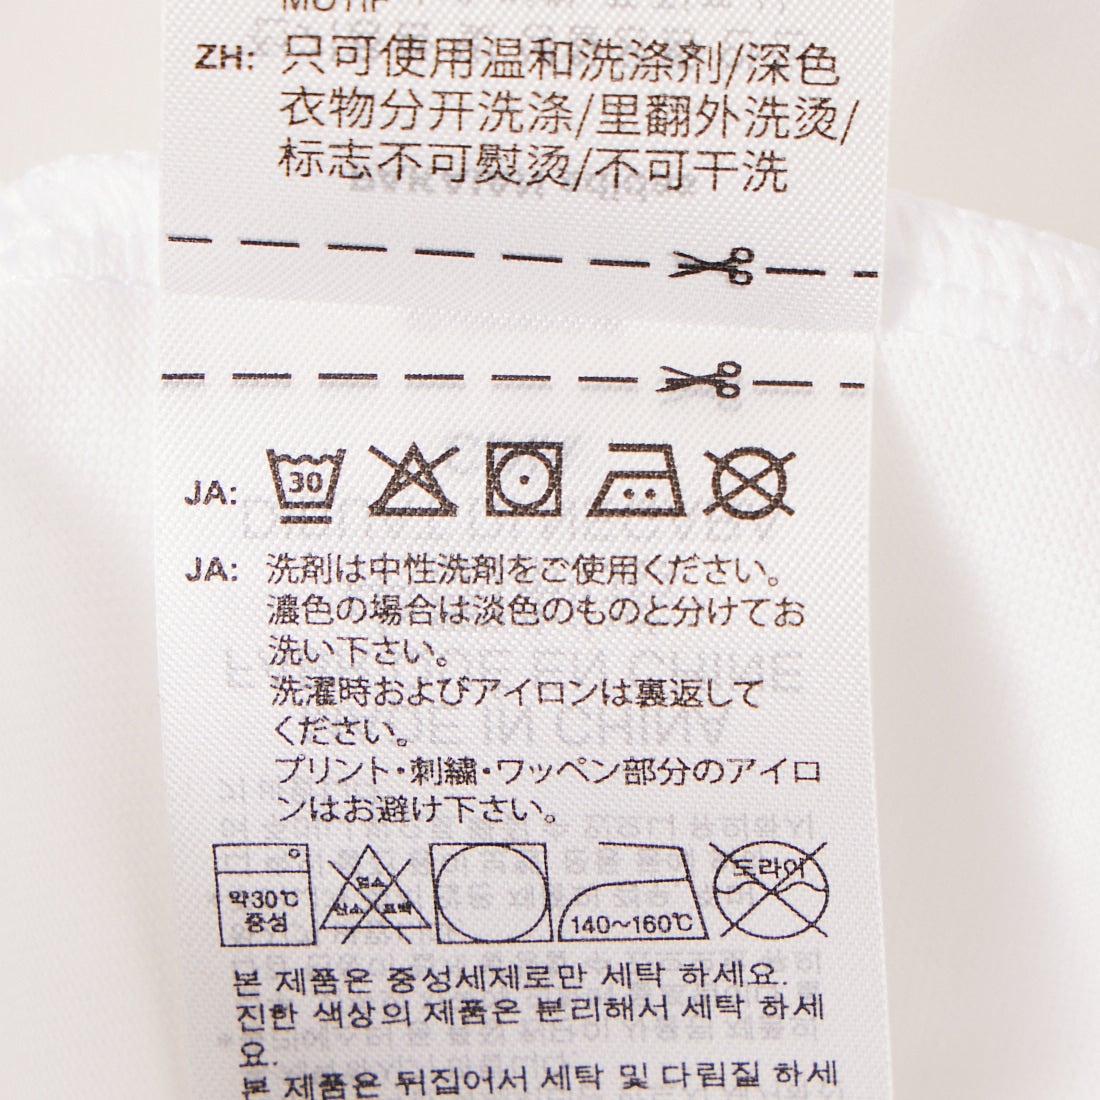 MOTIF
ZH: 只可使用温和洗涤剂/深色
衣物分开洗涤/里翻外洗烫/
标志不可熨烫/不可干洗
JA: 30
JA: 洗剤は中性洗剤をご使用ください。
濃色の場合は淡色のものと分けてお
洗い下さい。
洗濯時およびアイロンは裏返して
ください。
プリント・刺繍・ワッペン部分のアイロ
ンはお避け下さい。
약30℃
중성
염소
산소 표백
140~160℃
드라이
본 제품은 중성세제로만 세탁 하세요.
진한 색상의 제품은 분리해서 세탁 하세
요.
본 제품은 뒤집어서 세탁 및 다림질 하세